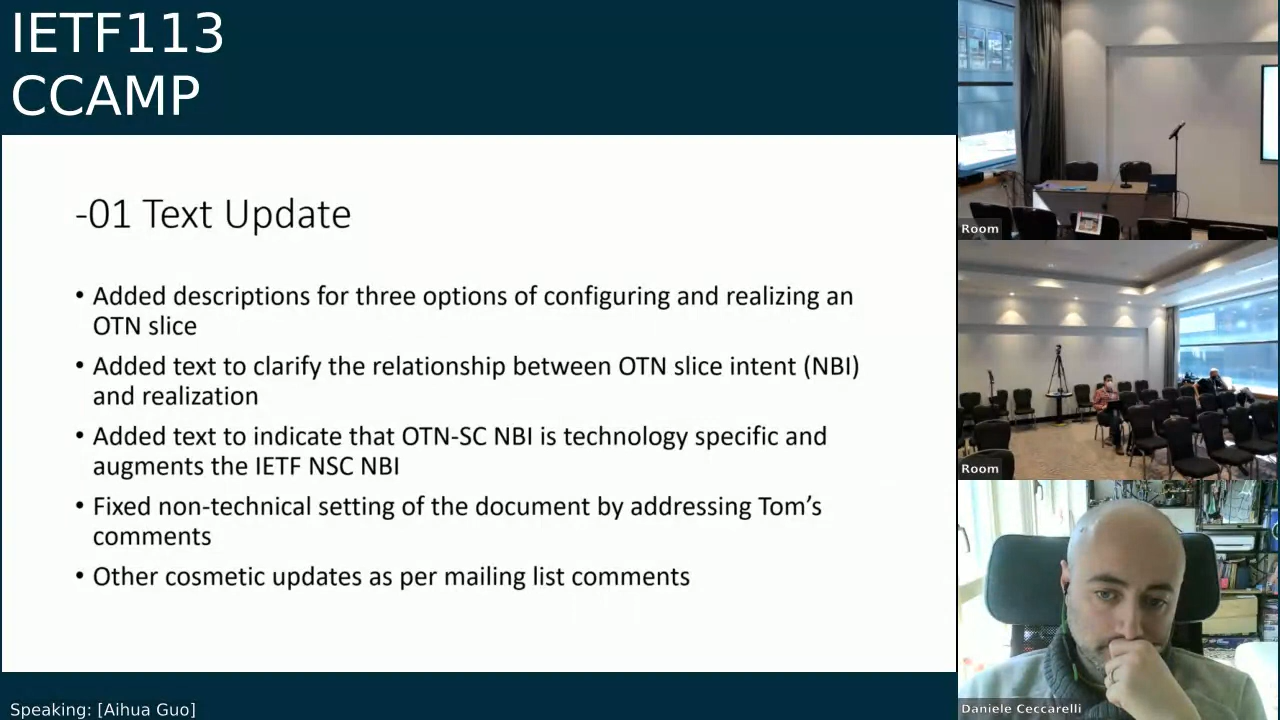 IETF113
CCAMP
-01 Text Update
• Added descriptions for three options of configuring and realizing an
OTN slice
• Added text to clarify the relationship between OTN slice intent (NBI)
and realization
• Added text to indicate that OTN-SC NBI is technology specific and
augments the IETF NSC NBI
• Fixed non-technical setting of the document by addressing Tom’s
comments
• Other cosmetic updates as per mailing list comments
Speaking: [Aihua Guo]
Room
Room
Daniele Ceccarelli